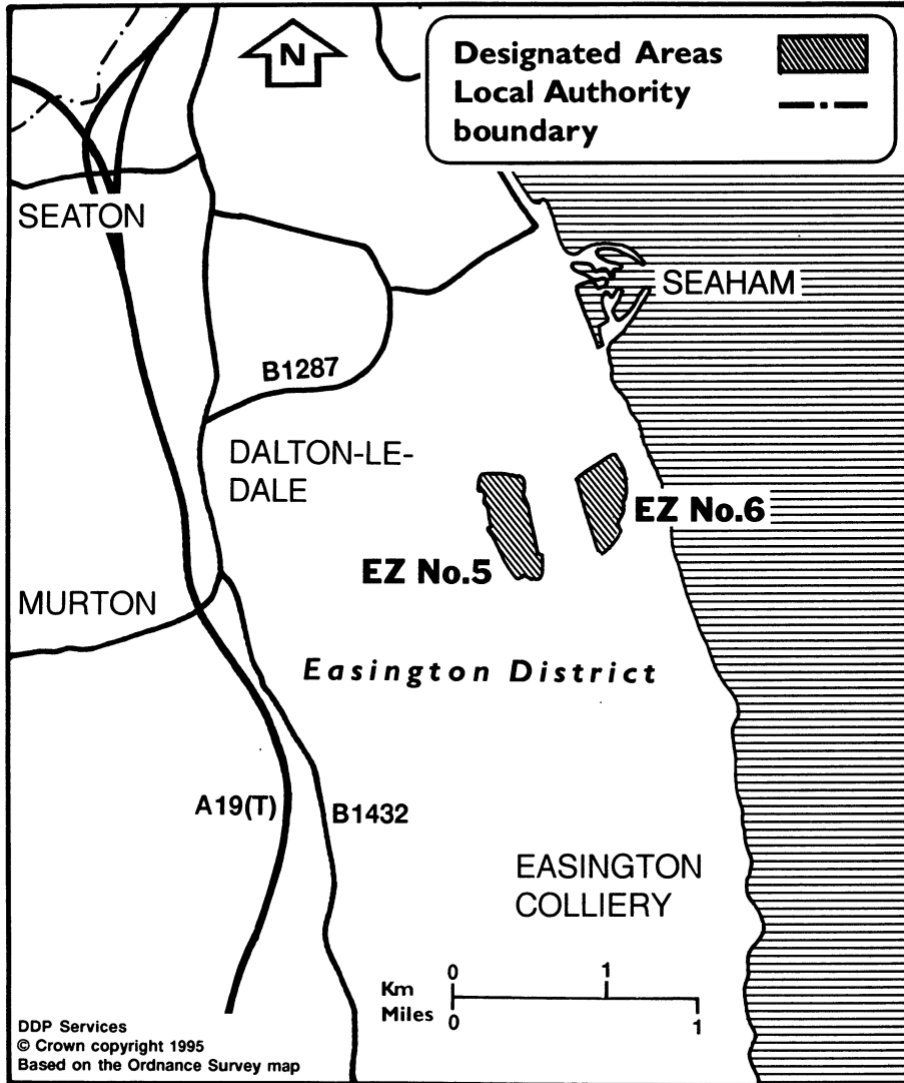 N
Designated Areas
Local Authority
boundary
SEATON
SEAHAM
B1287
DALTON-LE-
DALE
EZ No.6
EZ No.5
MURTON
Easington District
A19(T)
B1432
EASINGTON
COLLIERY
0 1
Km
Miles
0 1
DDP Services
© Crown copyright 1995
Based on the Ordnance Survey map